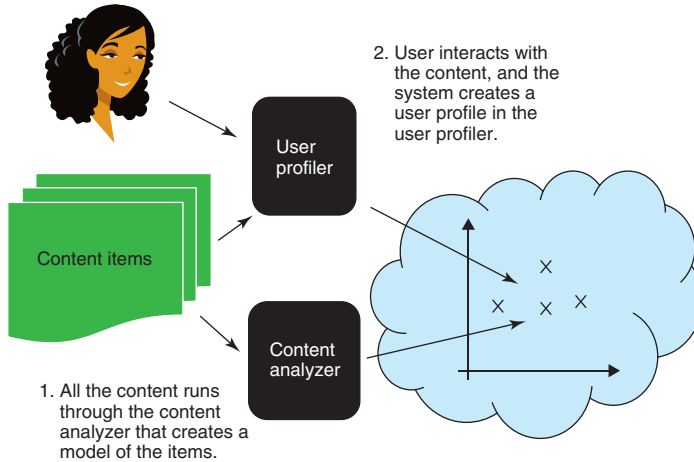 2. User interacts with
the content, and the
system creates a
user profile in the
user profiler.
User
profiler
Content items
Content
analyzer
1. All the content runs
through the content
analyzer that creates a
model of the items.